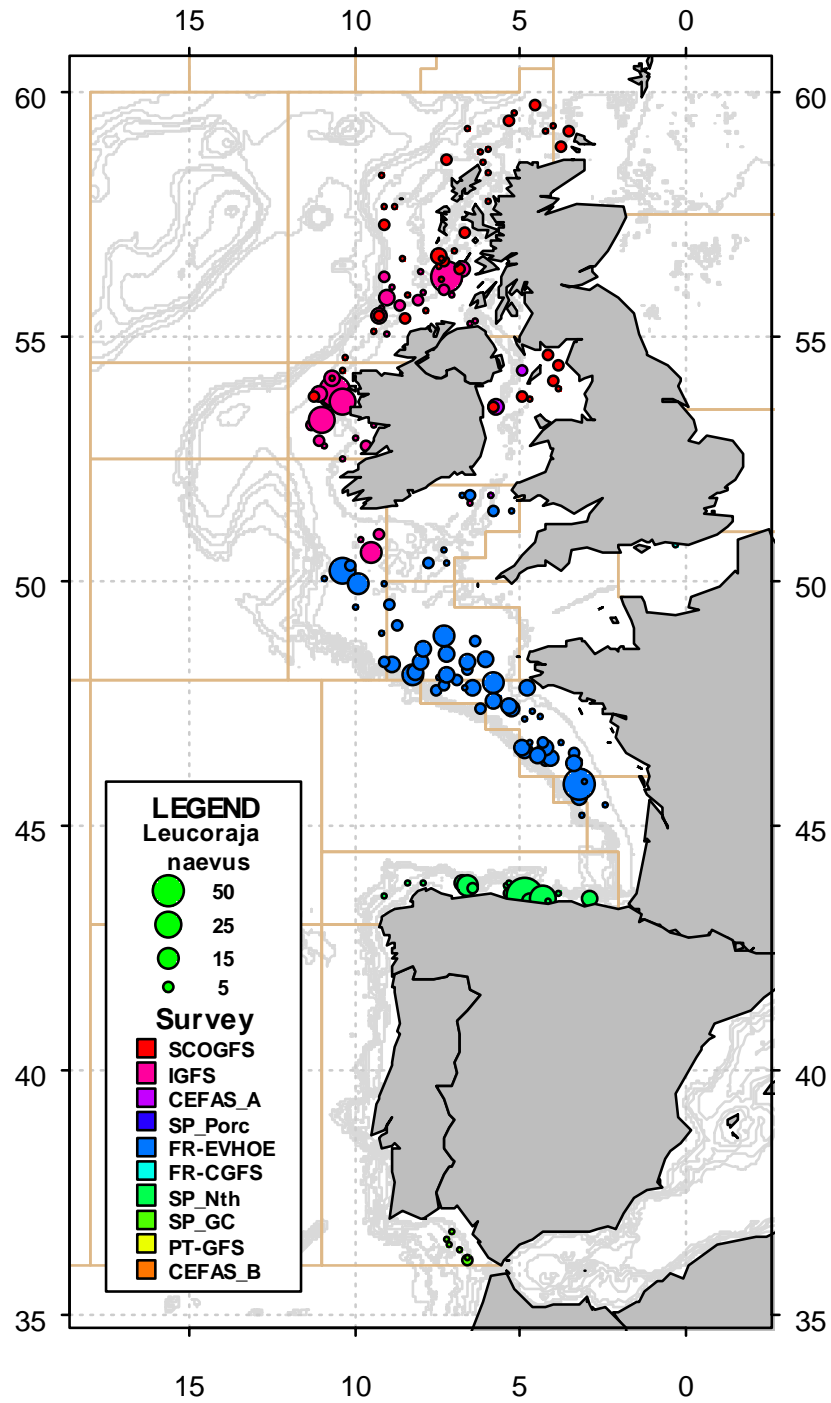 15 10 5 0
60 60
55 55
50 50
45 45
LEGEND
Leucoraja
naevus
50
25
15
5
Survey
SCOGFS
IGFS
CEFAS_A
SP_Porc
FR-EVHOE
FR-CGFS
SP_Nth
SP_GC
PT-GFS
CEFAS_B
40 40
35 35
15 10 5 0